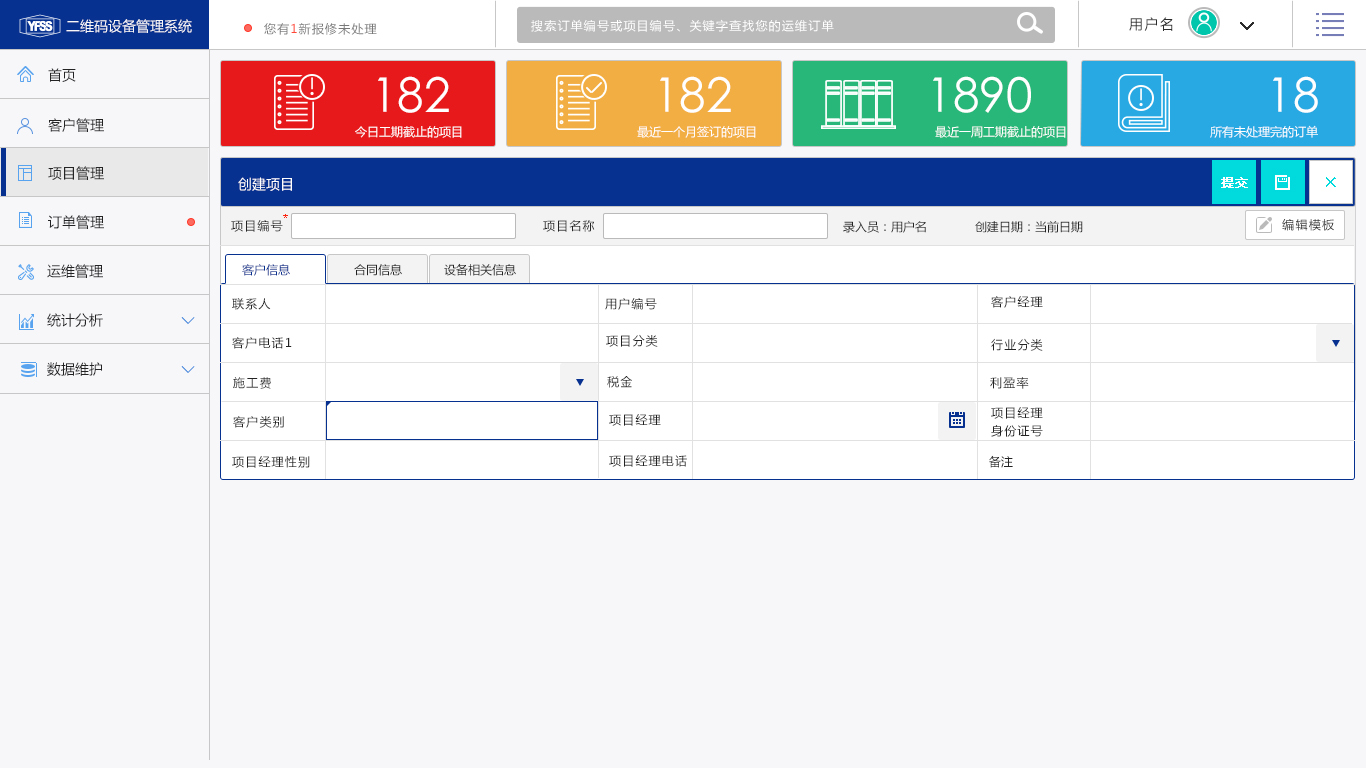 YFSS 二维码设备管理系统
您有1新报修未处理
搜索订单编号或项目编号、关键字查找您的运维订单
用户名
首页
客户管理
项目管理
订单管理
运维管理
统计分析
数据维护
182
今日工期截止的项目
182
最近一个月签订的项目
1890
最近一周工期截止的项目
18
所有未处理完的订单
创建项目
提交
项目编号*
项目名称
录入员：用户名
创建日期：当前日期
编辑模板
客户信息
合同信息
设备相关信息
联系人
用户编号
客户经理
客户电话1
项目分类
行业分类
施工费
税金
利盈率
客户类别
项目经理
项目经理
身份证号
项目经理性别
项目经理电话
备注